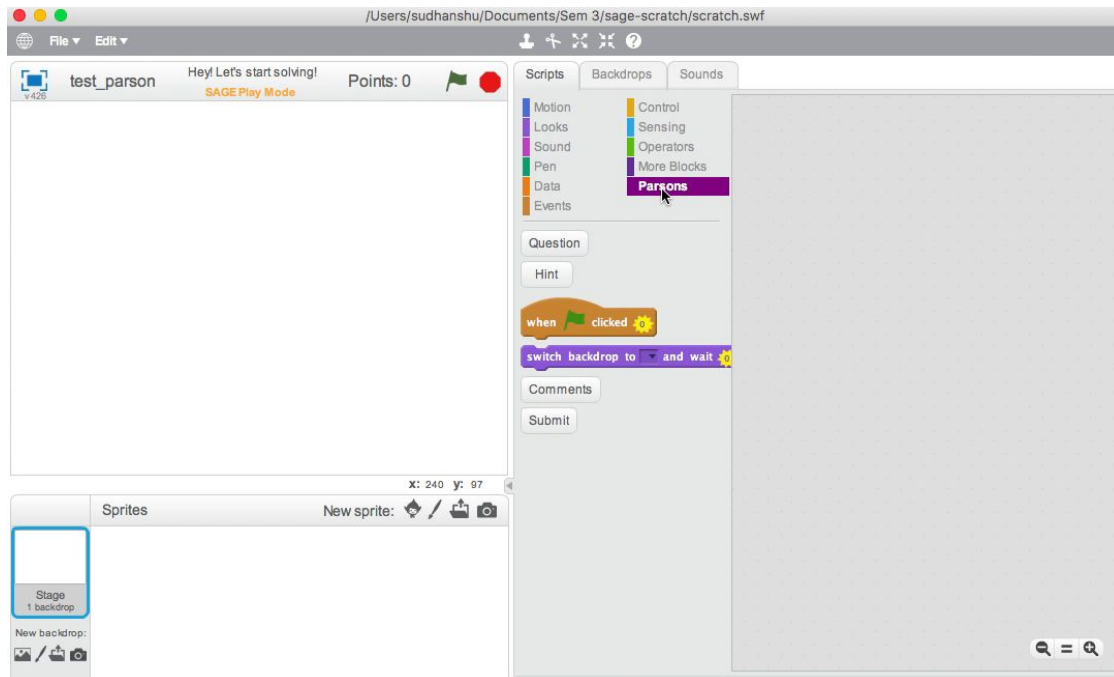 /Users/sudhanshu/Documents/Sem 3/sage-scratch/scratch.swf
File ▾ Edit ▾
v426
test_parson
Hey! Let's start solving!
SAGE Play Mode
Points: 0
Scripts Backdrops Sounds
Motion Control
Looks Sensing
Sound Operators
Pen More Blocks
Data Parsons
Events
Question
Hint
when clicked 0
switch backdrop to and wait 0
Comments
Submit
x: 240 y: 97
Sprites New sprite:
Stage
1 backdrop
New backdrop: